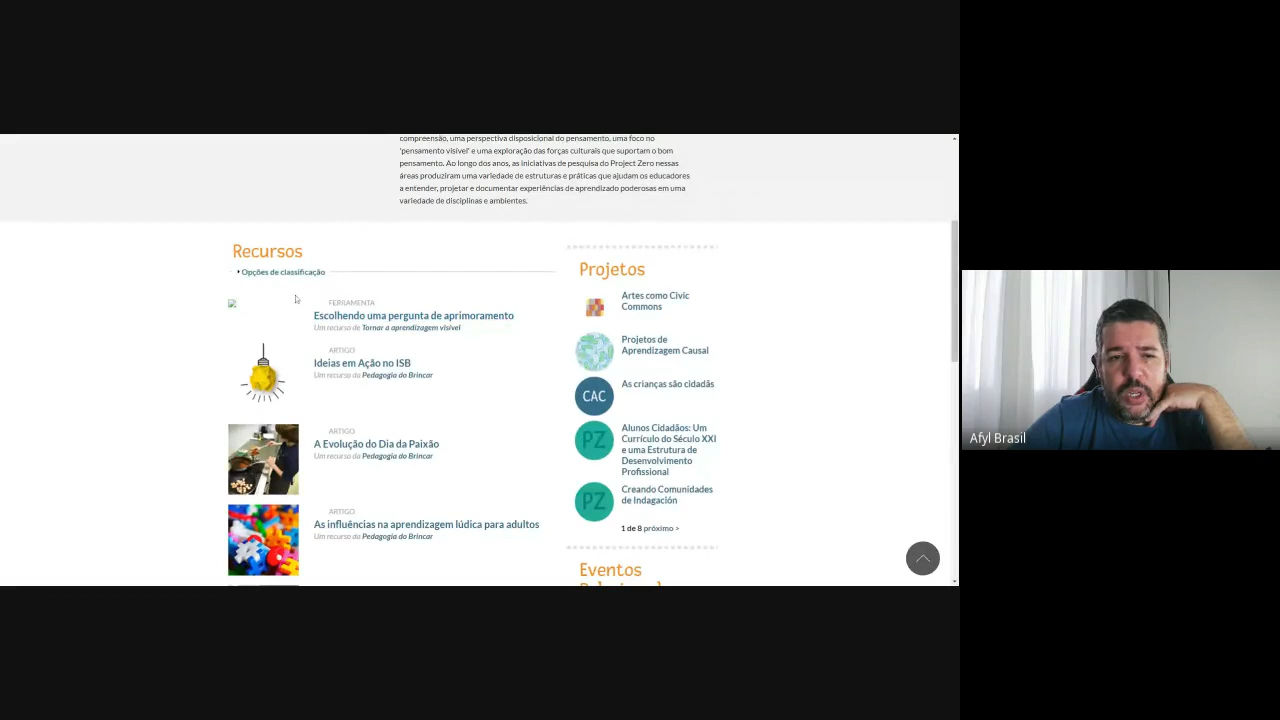 compreensão, uma perspectiva disposicional do pensamento, uma foco no
'pensamento visível' e uma exploração das forças culturais que suportam o bom
pensamento. Ao longo dos anos, as iniciativas de pesquisa do Project Zero nessas
áreas produziram uma variedade de estruturas e práticas que ajudam os educadores
a entender, projetar e documentar experiências de aprendizado poderosas em uma
variedade de disciplinas e ambientes.
Recursos
Opções de classificação
FERRAMENTA
Escolhendo uma pergunta de aprimoramento
Um recurso de Tornar a aprendizagem visível
ARTIGO
Ideias em Ação no ISB
Um recurso da Pedagogia do Brincar
ARTIGO
A Evolução do Dia da Paixão
Um recurso da Pedagogia do Brincar
ARTIGO
As influências na aprendizagem lúdica para adultos
Um recurso da Pedagogia do Brincar
Projetos
Artes como Civic
Commons
Projetos de
Aprendizagem Causal
CAC
As crianças são cidadãs
PZ
Alunos Cidadãos: Um
Currículo do Século XXI
e uma Estrutura de
Desenvolvimento
Profissional
PZ
Creando Comunidades
de Indagación
1 de 8 próximo >
Eventos
Afyl Brasil